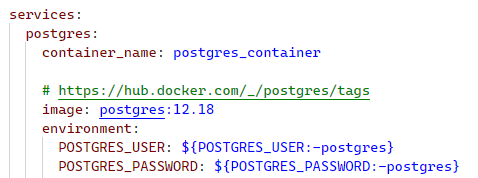 services:
postgres:
container_name: postgres_container
# https://hub.docker.com/_/postgres/tags
image: postgres:12.18
environment:
POSTGRES_USER: ${POSTGRES_USER:-postgres}
POSTGRES_PASSWORD: ${POSTGRES_PASSWORD:-postgres}